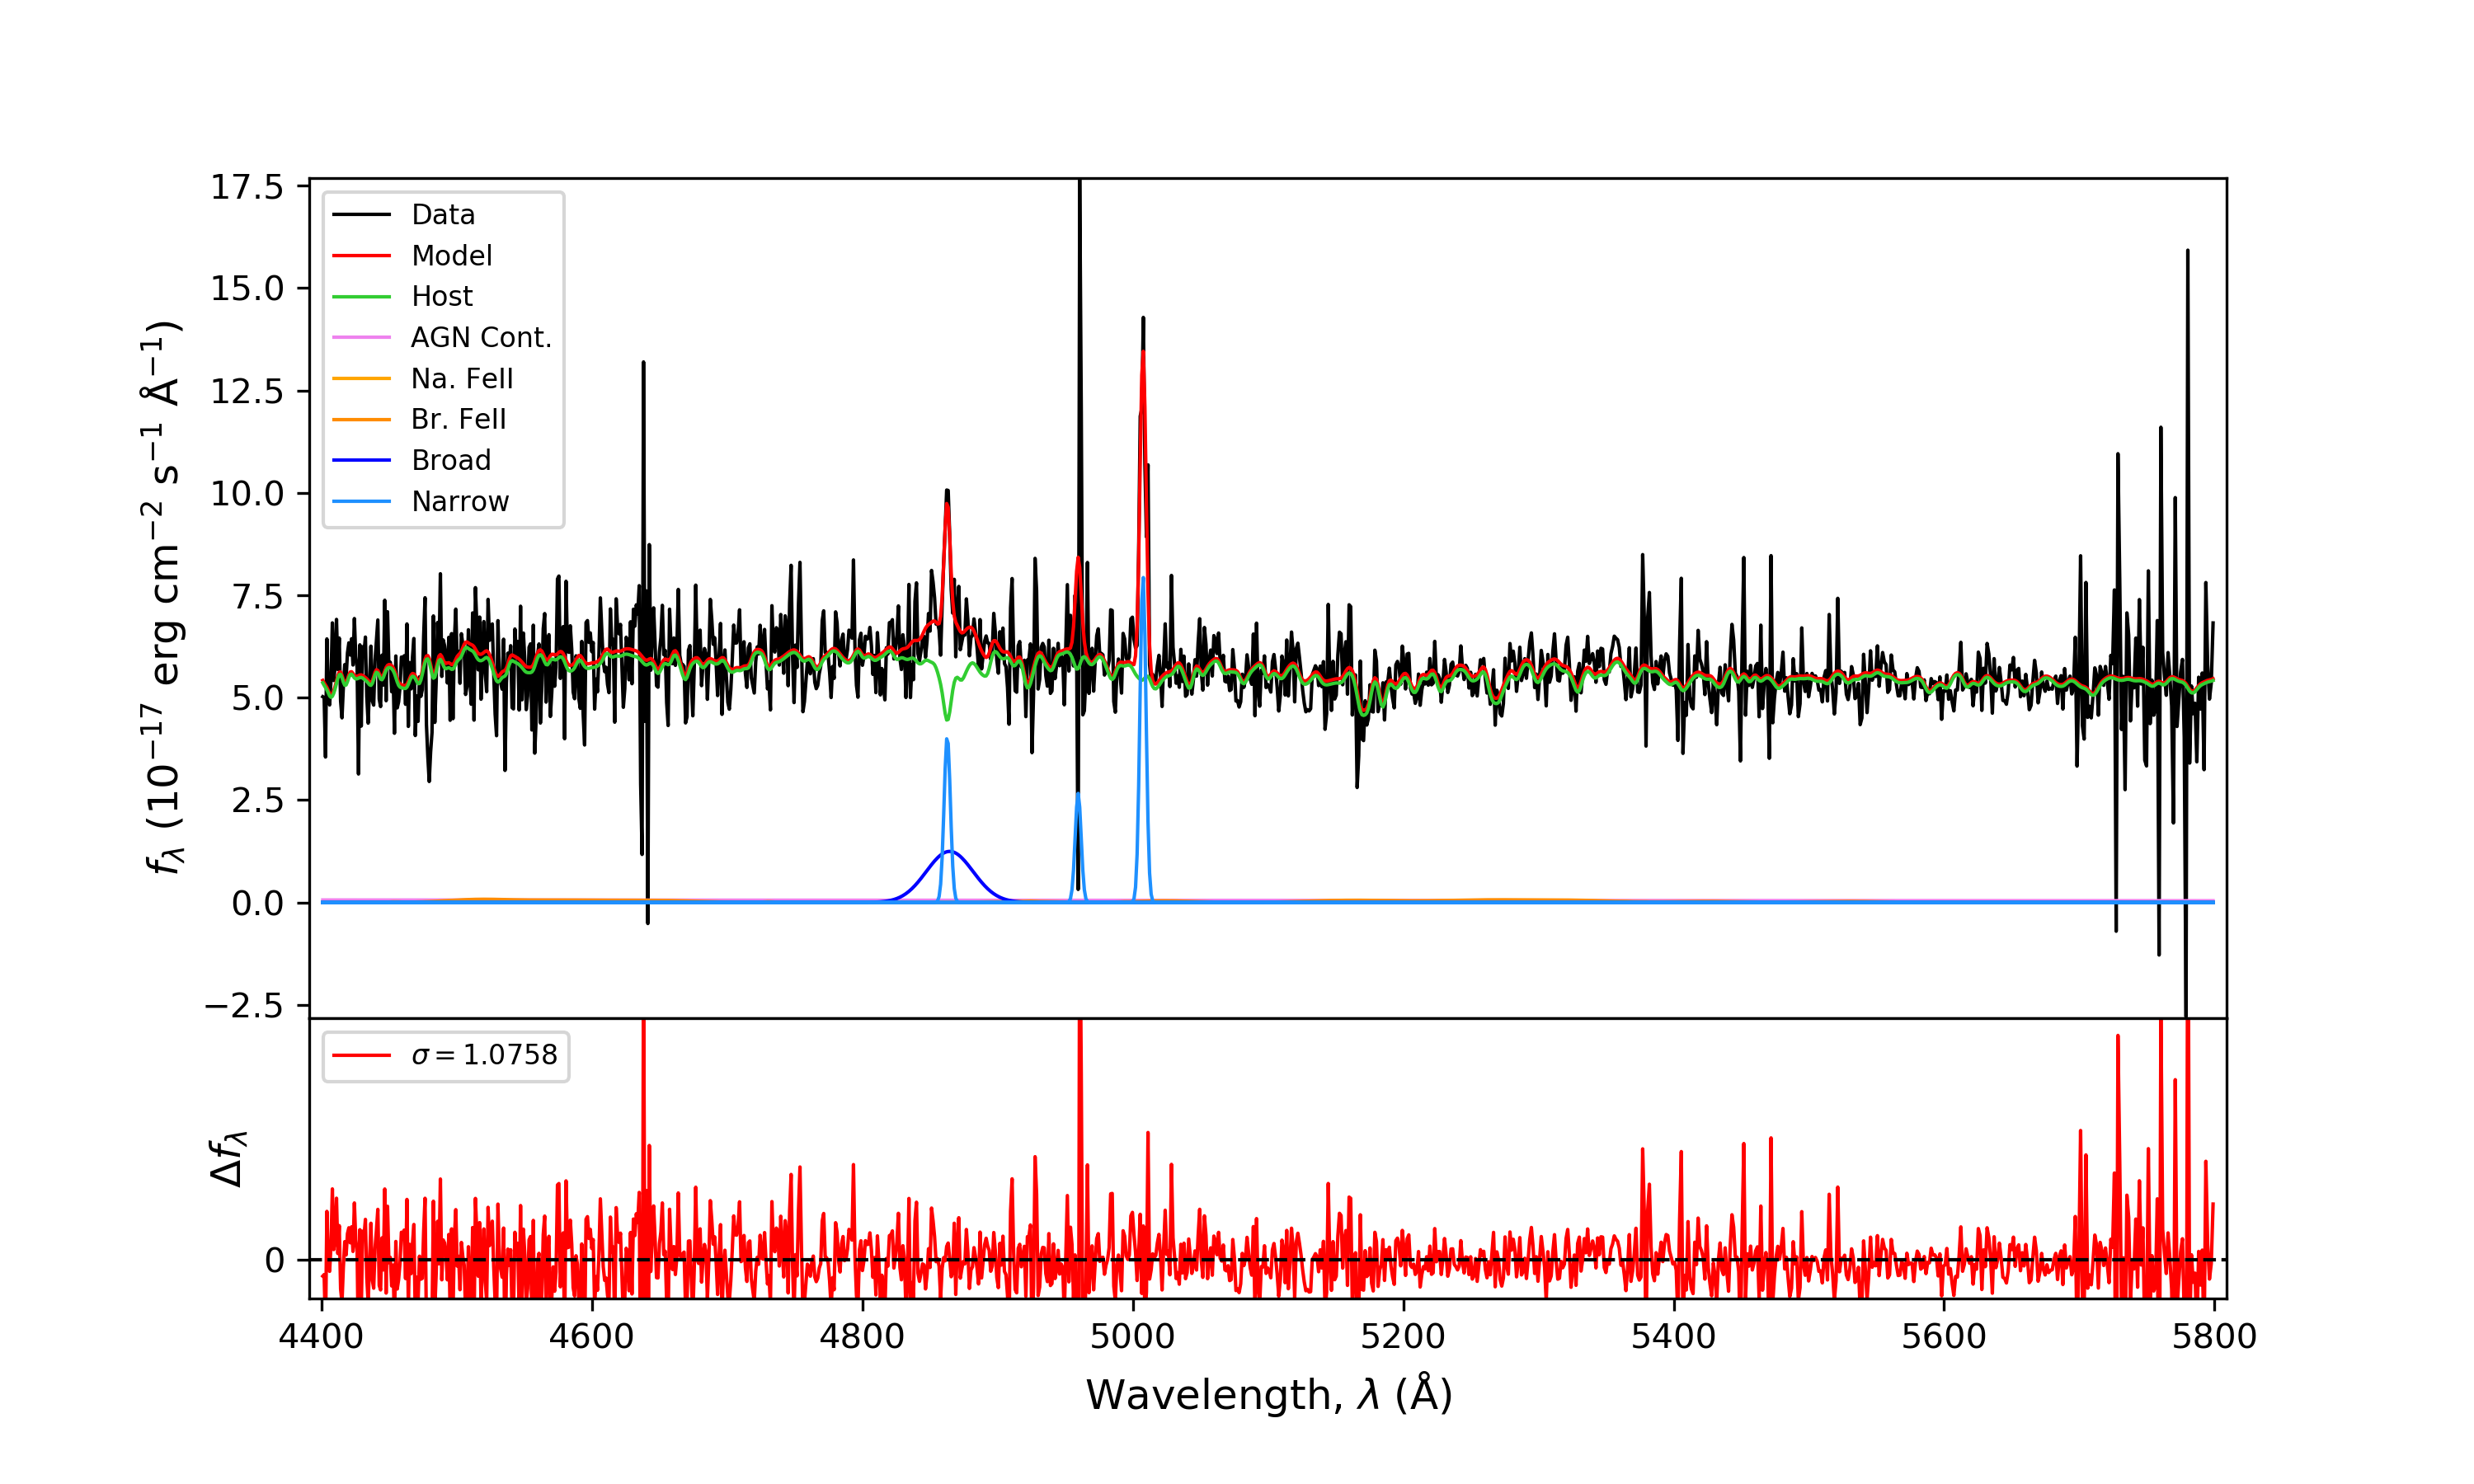 17.5
15.0
12.5
10.0
7.5
5.0
2.5
0.0
−2.5
fλ (10⁻¹⁷ erg cm⁻² s⁻¹ Å⁻¹)
Data
Model
Host
AGN Cont.
Na. FeII
Br. FeII
Broad
Narrow
σ = 1.0758
Δfλ
0
4400 4600 4800 5000 5200 5400 5600 5800
Wavelength, λ (Å)